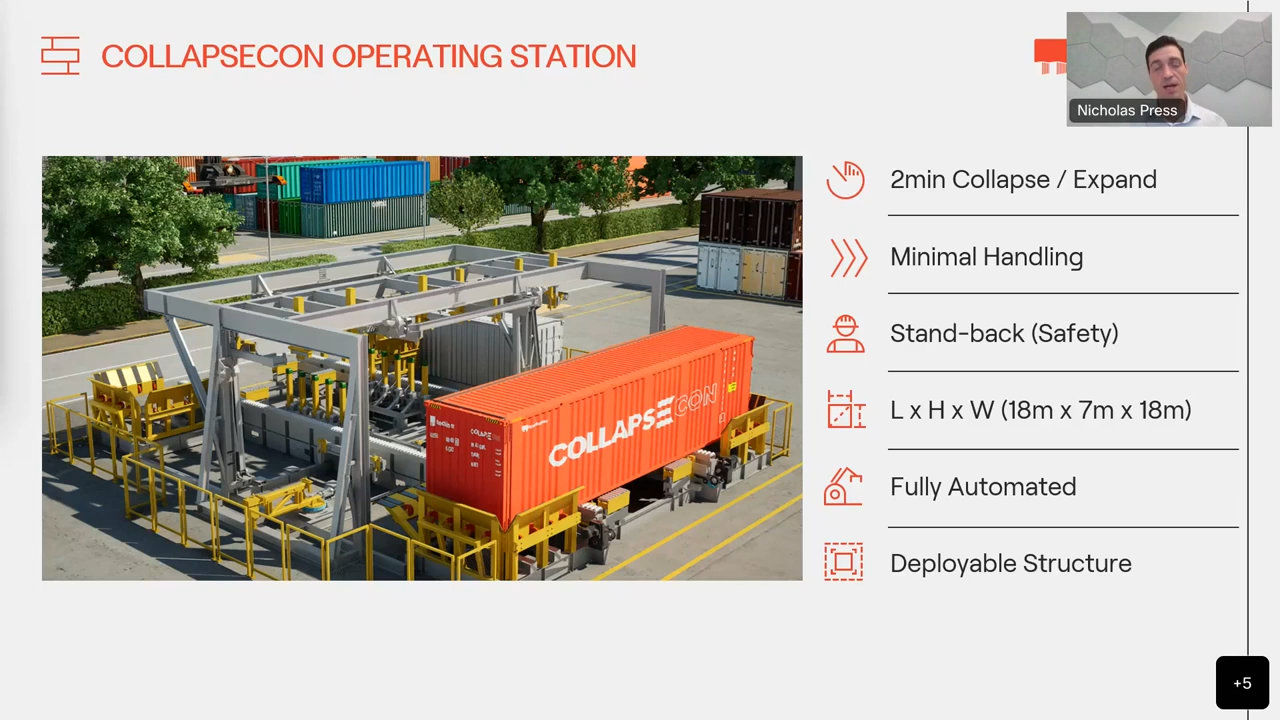 COLLAPSECON OPERATING STATION
Nicholas Press
2min Collapse / Expand
Minimal Handling
Stand-back (Safety)
L x H x W (18m x 7m x 18m)
Fully Automated
Deployable Structure
COLLAPSECON
+5